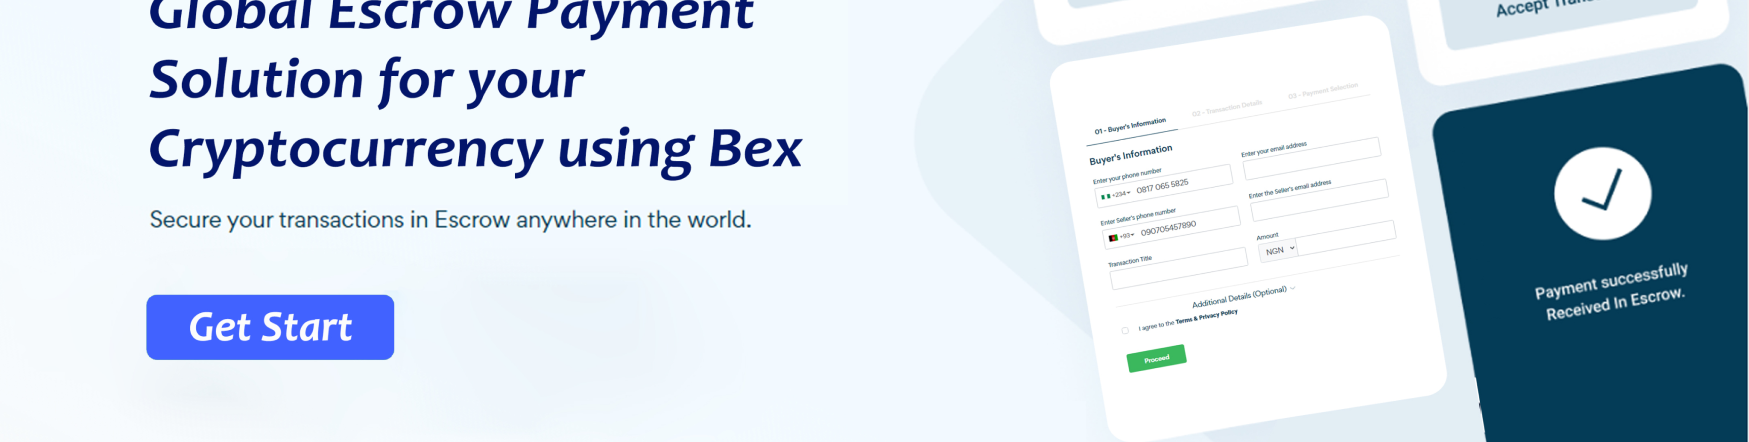 Global Escrow Payment
Solution for your
Cryptocurrency using Bex
Secure your transactions in Escrow anywhere in the world.
Get Start
01 - Buyer's Information
02 - Transaction Details
03 - Payment Selection
Buyer's Information
Enter your phone number
Enter your email address
+234
0817 065 5825
Enter Seller's phone number
Enter the Seller's email address
+93
090705457890
Transaction Title
Amount
NGN
Additional Details (Optional)
I agree to the Terms & Privacy Policy
Proceed
Accept
Payment successfully
Received In Escrow.